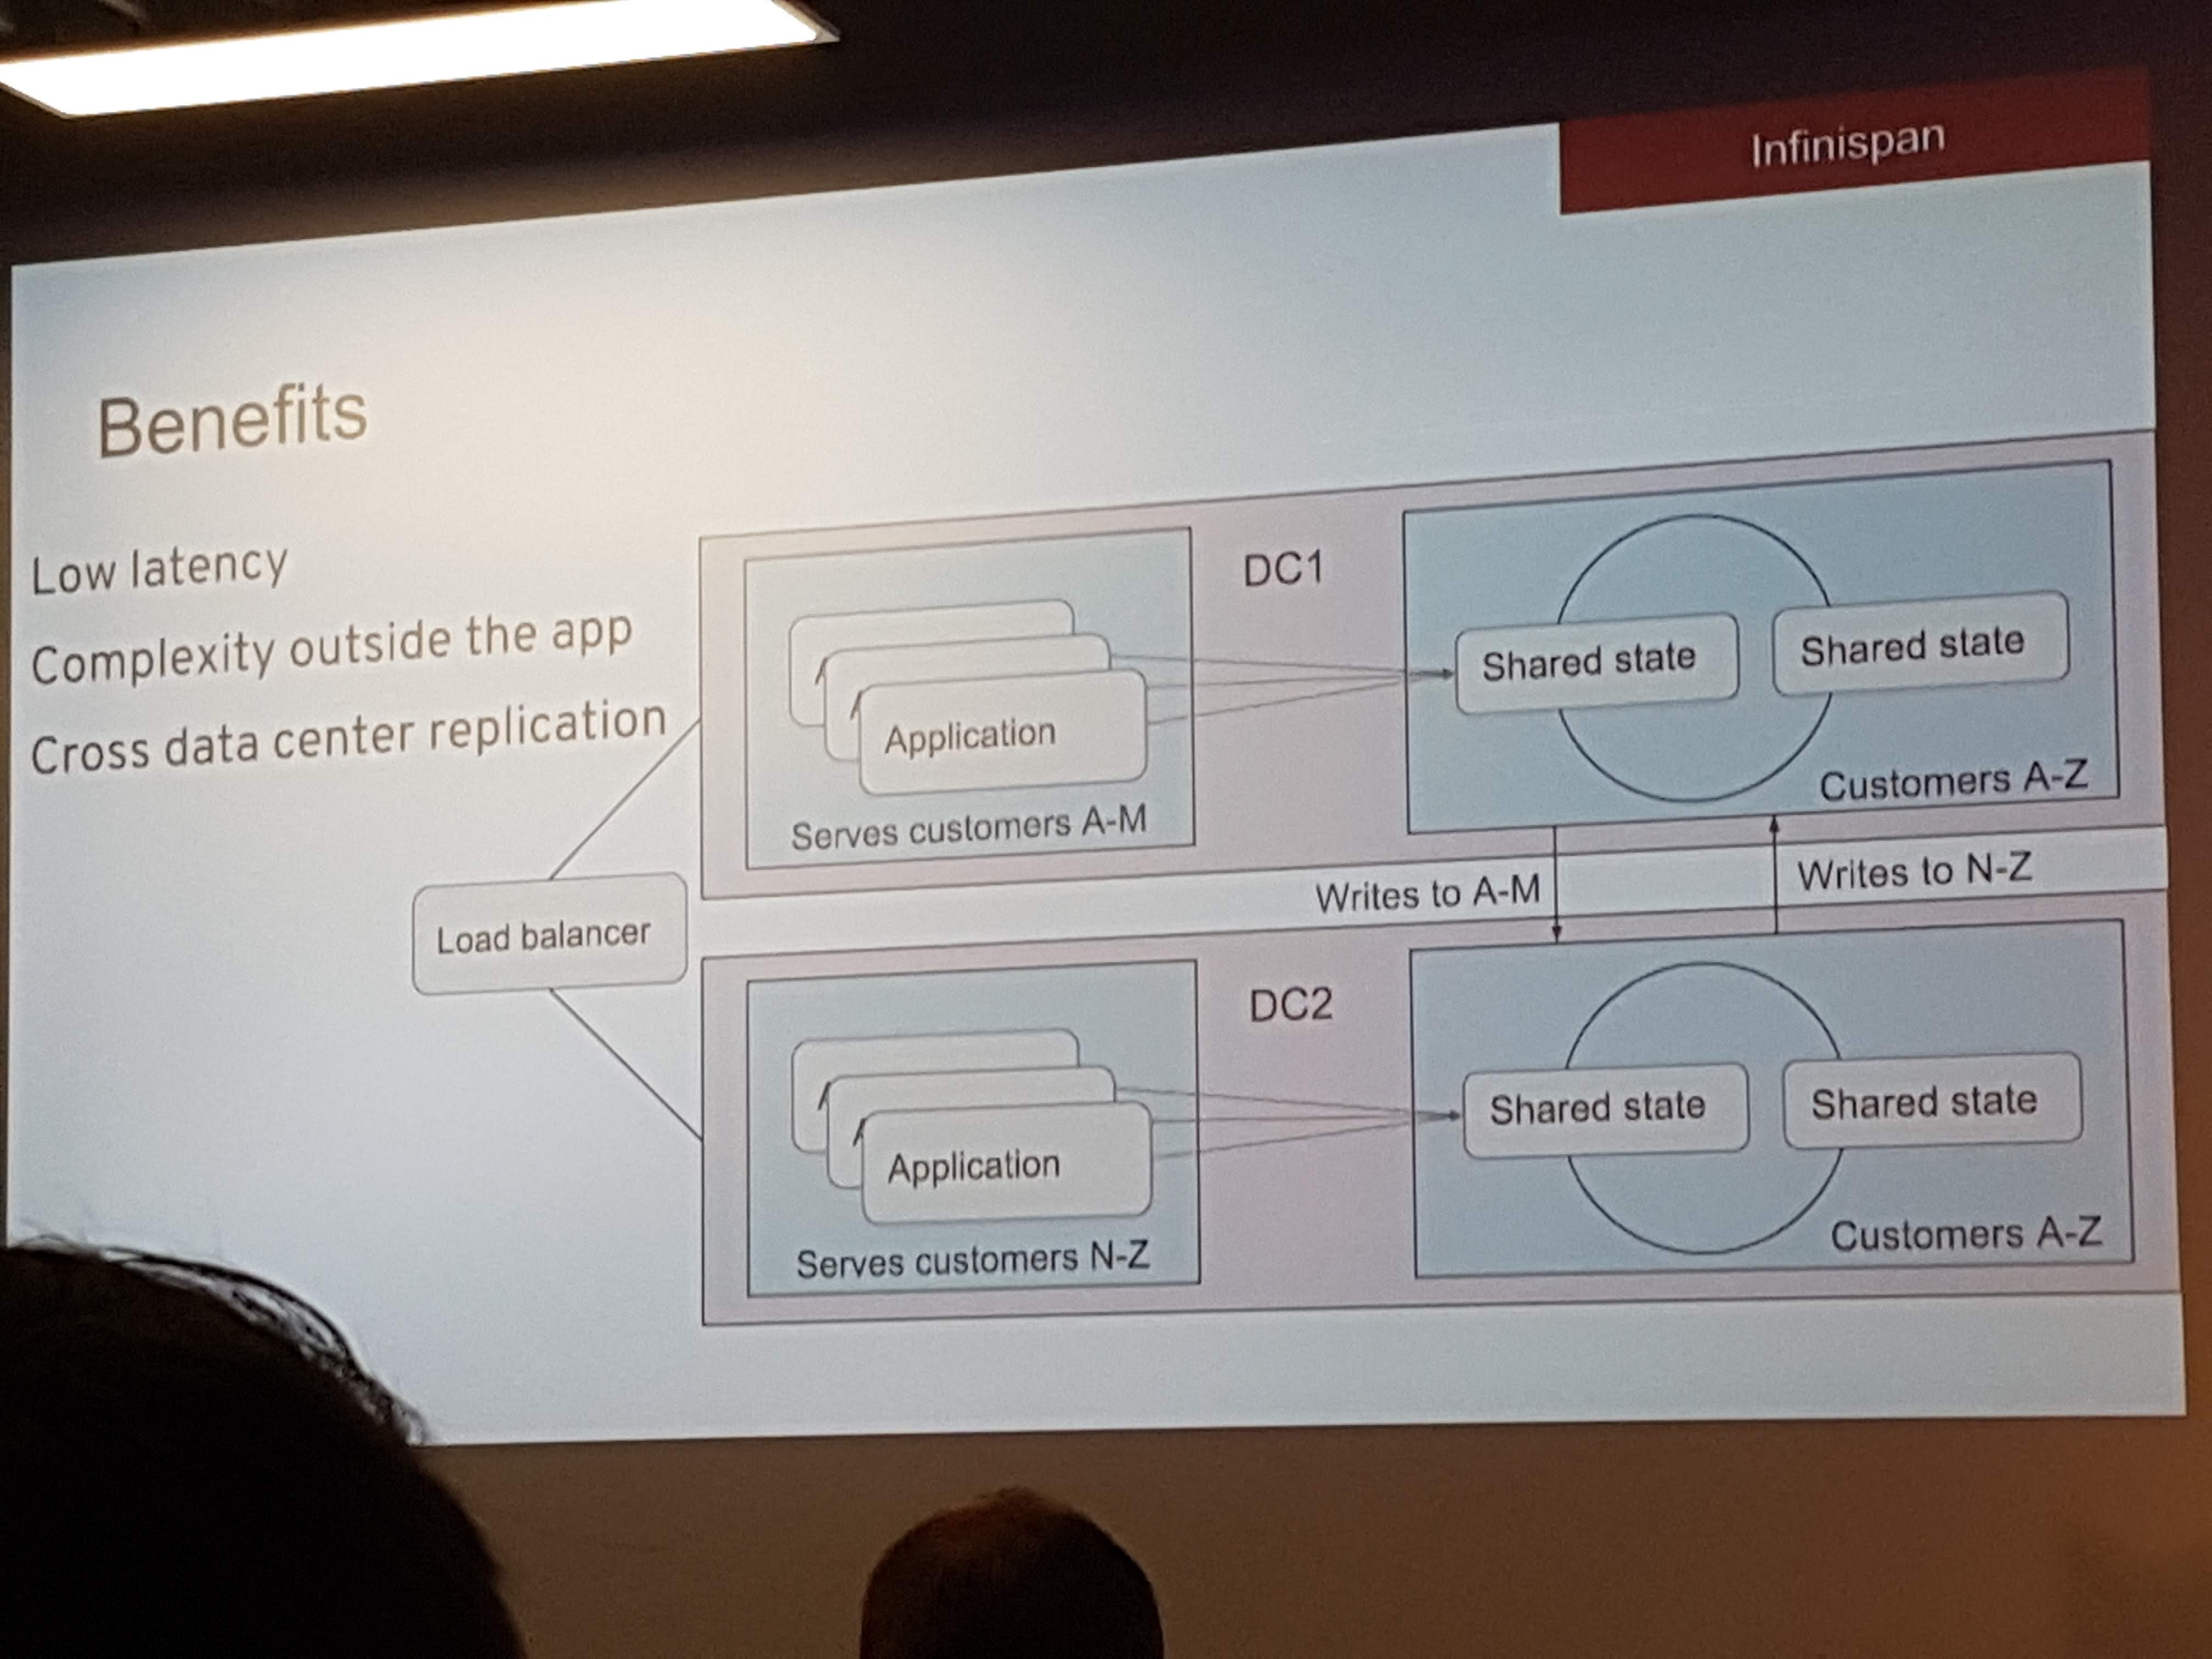 Infinispan
Benefits
Low latency
Complexity outside the app
Cross data center replication
Load balancer
DC1
A
A
Application
Serves customers A-M
Shared state
Shared state
Customers A-Z
Writes to A-M
Writes to N-Z
DC2
A
A
Application
Serves customers N-Z
Shared state
Shared state
Customers A-Z